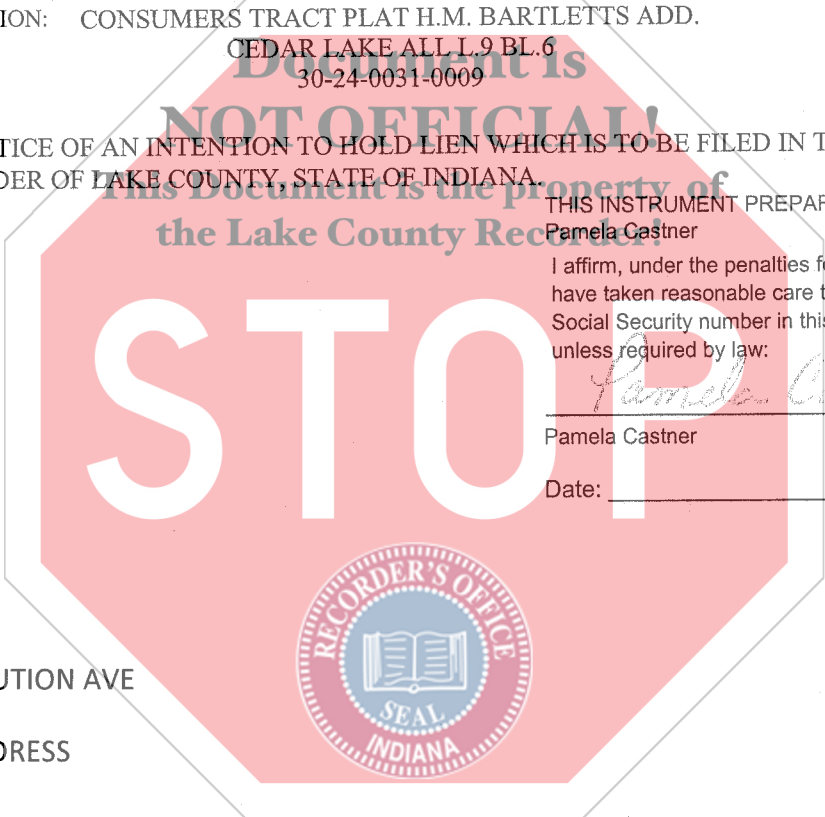 ION: CONSUMERS TRACT PLAT H.M. BARTLETTS ADD.
CEDAR LAKE ALL L.9 BL.6
Document is
30-24-0031-0009
NOT OFFICIAL!
TICE OF AN INTENTION TO HOLD LIEN WHICH IS TO BE FILED IN T
DER OF LAKE COUNTY, STATE OF INDIANA.
This Document is the property of
the Lake County Recorder!
THIS INSTRUMENT PREPAR
Pamela Castner
I affirm, under the penalties f
have taken reasonable care t
Social Security number in this
unless required by law:
Pamela
Pamela Castner
Date:
STOP
RECORDER'S OFFICE
SEAL
INDIANA
UTION AVE
DRESS